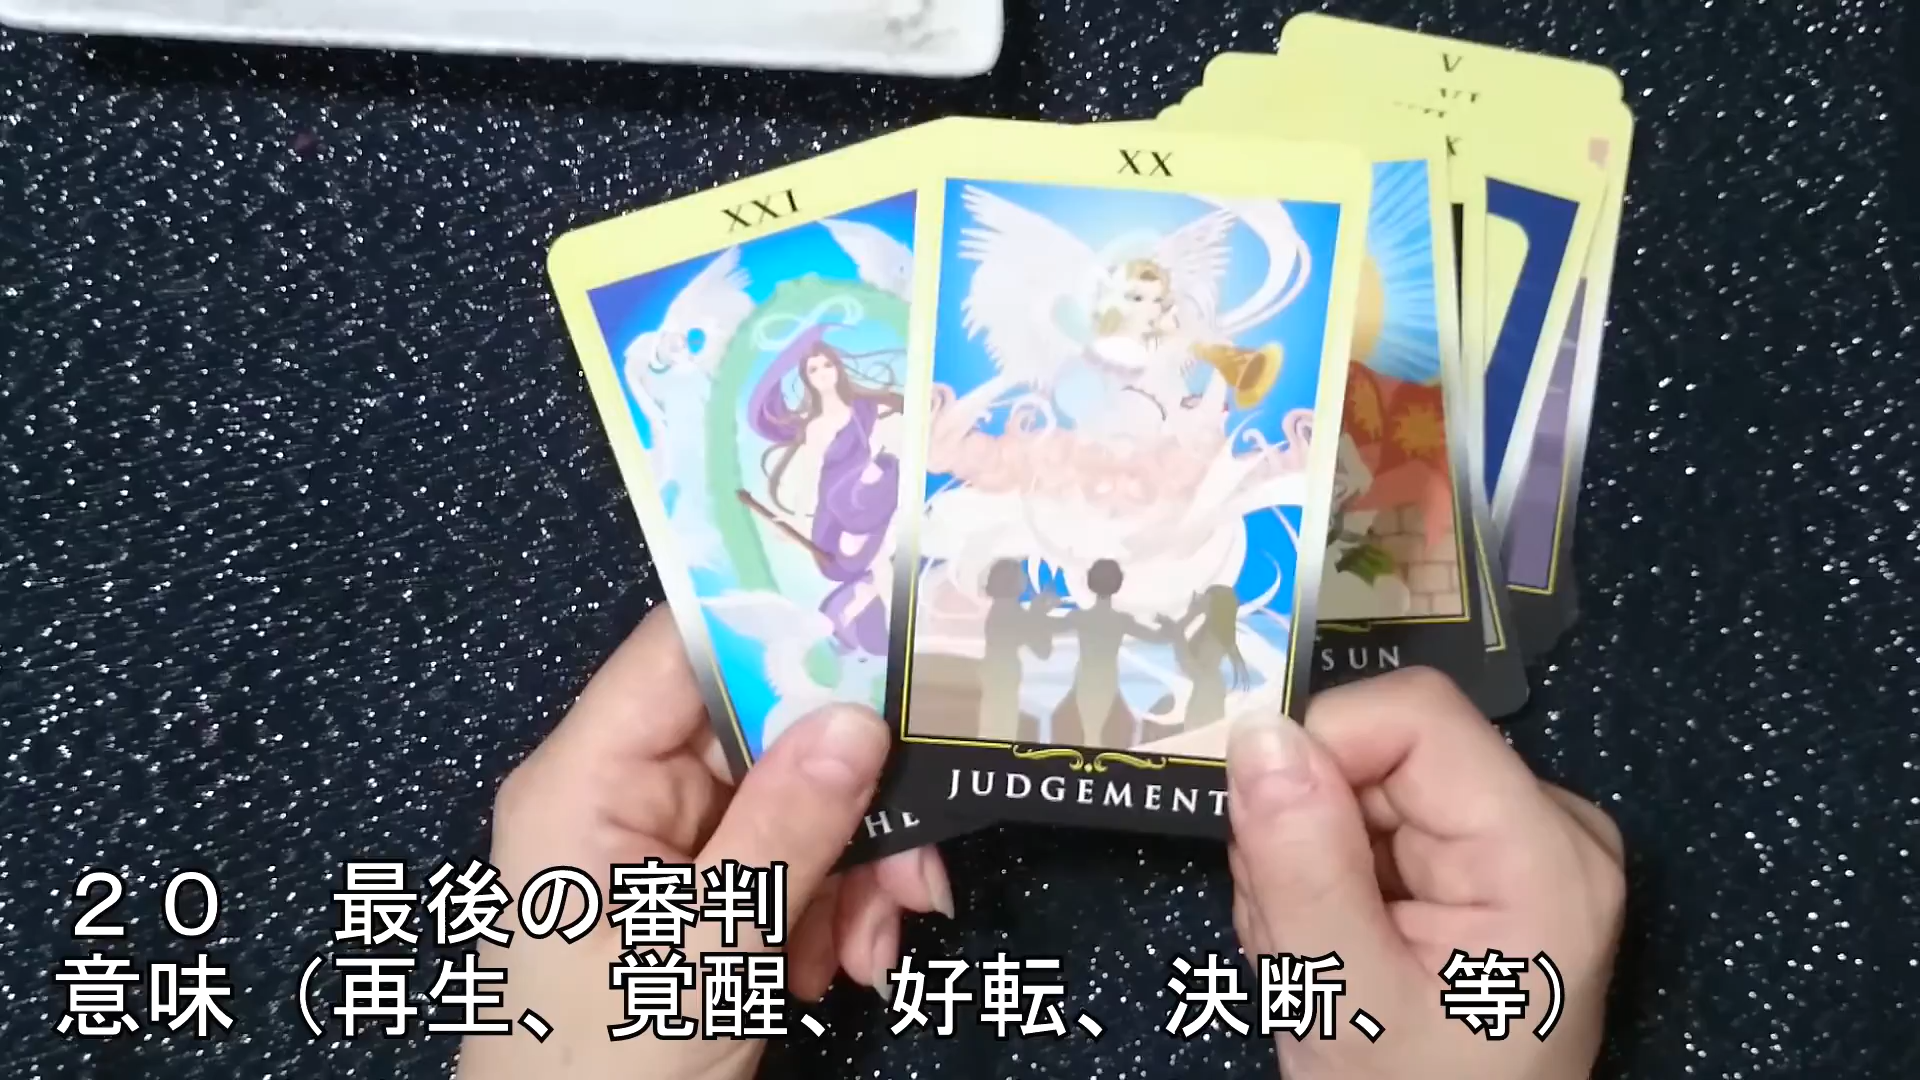 V
XX
XXI
SUN
JUDGEMENT
HE
２０　最後の審判
意味（再生、覚醒、好転、決断、等）